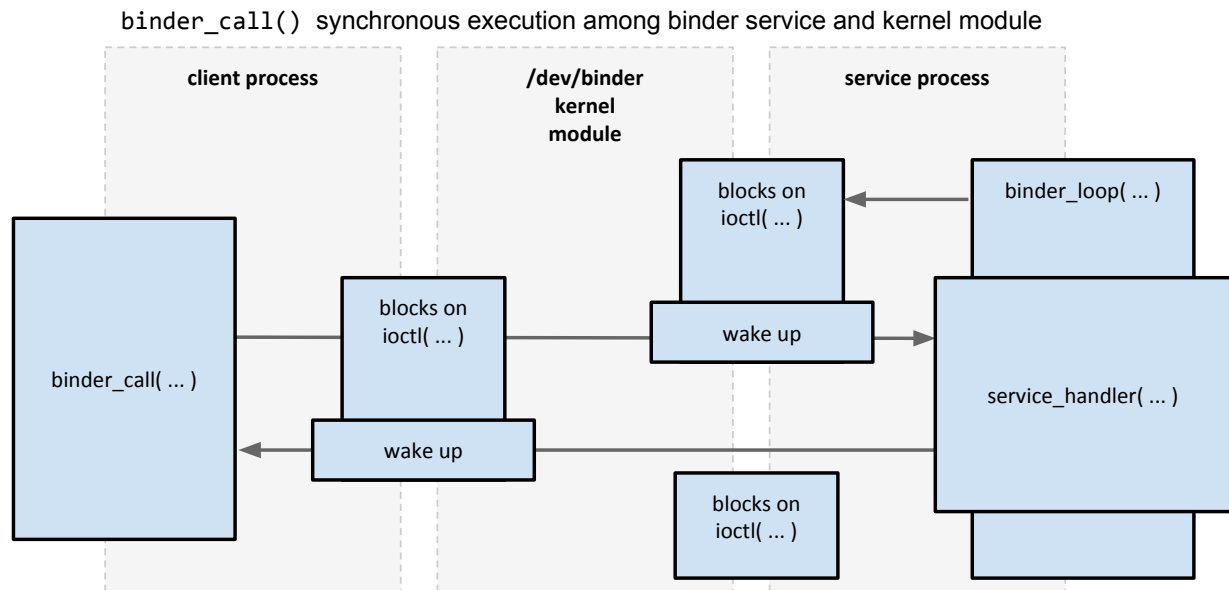 binder_call() synchronous execution among binder service and kernel module
client process
/dev/binder
kernel
module
service process
blocks on
ioctl( ... )
binder_loop( ... )
blocks on
ioctl( ... )
wake up
binder_call( ... )
service_handler( ... )
wake up
blocks on
ioctl( ... )